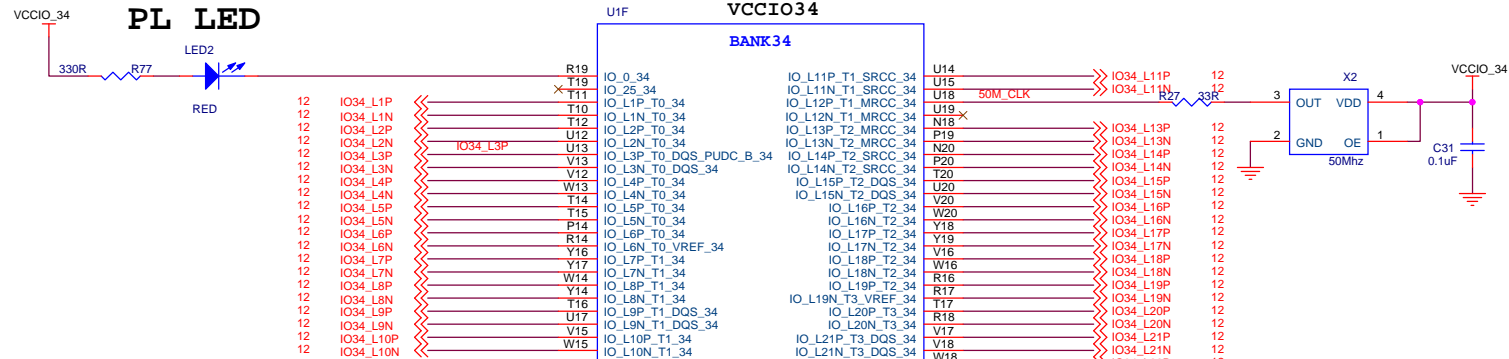 PL LED
VCCIO_34
330R R77
LED2
RED
U1F VCCIO34
BANK34
R19 IO_0_34 IO_L11P_T1_SRCC_34 U14 IO34_L11P 12
T19 IO_25_34 IO_L11N_T1_SRCC_34 U15 IO34_L11N 12
12 IO34_L1P T11 IO_L1P_T0_34 IO_L12P_T1_MRCC_34 U18 50M_CLK
12 IO34_L1N T10 IO_L1N_T0_34 IO_L12N_T1_MRCC_34 U19
12 IO34_L2P T12 IO_L2P_T0_34 IO_L13P_T2_MRCC_34 N18 IO34_L13P 12
12 IO34_L2N U12 IO_L2N_T0_34 IO_L13N_T2_MRCC_34 P19 IO34_L13N 12
12 IO34_L3P IO34_L3P U13 IO_L3P_T0_DQS_PUDC_B_34 IO_L14P_T2_SRCC_34 N20 IO34_L14P 12
12 IO34_L3N V13 IO_L3N_T0_DQS_34 IO_L14N_T2_SRCC_34 P20 IO34_L14N 12
12 IO34_L4P V12 IO_L4P_T0_34 IO_L15P_T2_DQS_34 T20 IO34_L15P 12
12 IO34_L4N W13 IO_L4N_T0_34 IO_L15N_T2_DQS_34 U20 IO34_L15N 12
12 IO34_L5P T14 IO_L5P_T0_34 IO_L16P_T2_34 V20 IO34_L16P 12
12 IO34_L5N T15 IO_L5N_T0_34 IO_L16N_T2_34 W20 IO34_L16N 12
12 IO34_L6P P14 IO_L6P_T0_34 IO_L17P_T2_34 Y18 IO34_L17P 12
12 IO34_L6N R14 IO_L6N_T0_VREF_34 IO_L17N_T2_34 Y19 IO34_L17N 12
12 IO34_L7P Y16 IO_L7P_T1_34 IO_L18P_T2_34 V16 IO34_L18P 12
12 IO34_L7N Y17 IO_L7N_T1_34 IO_L18N_T2_34 W16 IO34_L18N 12
12 IO34_L8P W14 IO_L8P_T1_34 IO_L19P_T2_34 R16 IO34_L19P 12
12 IO34_L8N Y14 IO_L8N_T1_34 IO_L19N_T3_VREF_34 R17 IO34_L19N 12
12 IO34_L9P T16 IO_L9P_T1_DQS_34 IO_L20P_T3_34 T17 IO34_L20P 12
12 IO34_L9N U17 IO_L9N_T1_DQS_34 IO_L20N_T3_34 R18 IO34_L20N 12
12 IO34_L10P V15 IO_L10P_T1_34 IO_L21P_T3_DQS_34 V17 IO34_L21P 12
12 IO34_L10N W15 IO_L10N_T1_34 IO_L21N_T3_DQS_34 V18 IO34_L21N 12
W18
R27 33R
X2
3 OUT VDD 4
2 GND OE 1
50Mhz
VCCIO_34
C31
0.1uF